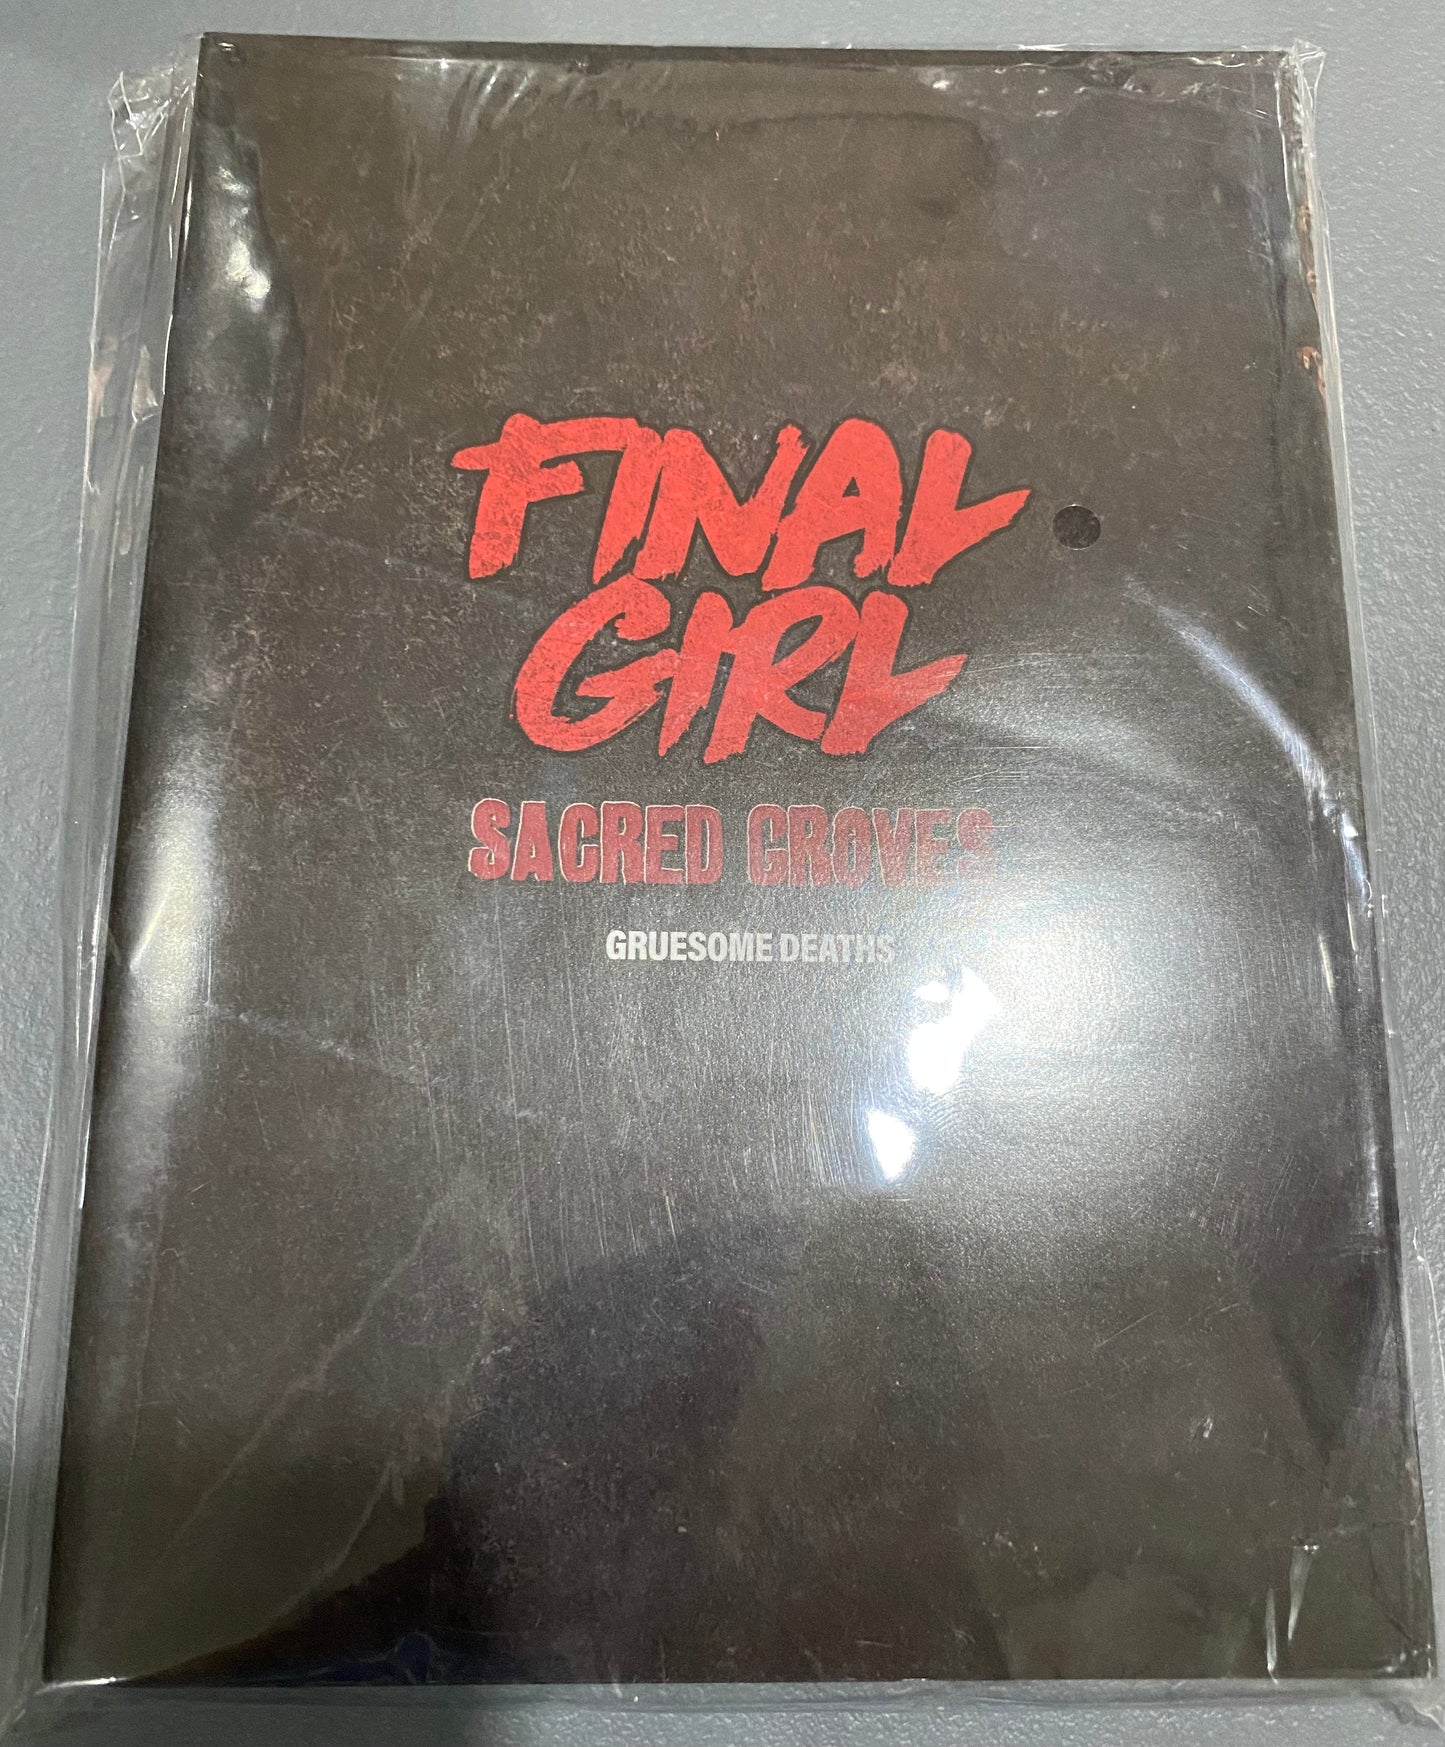 FINAL
GIRL
SACRED GROVES
GRUESOME DEATHS